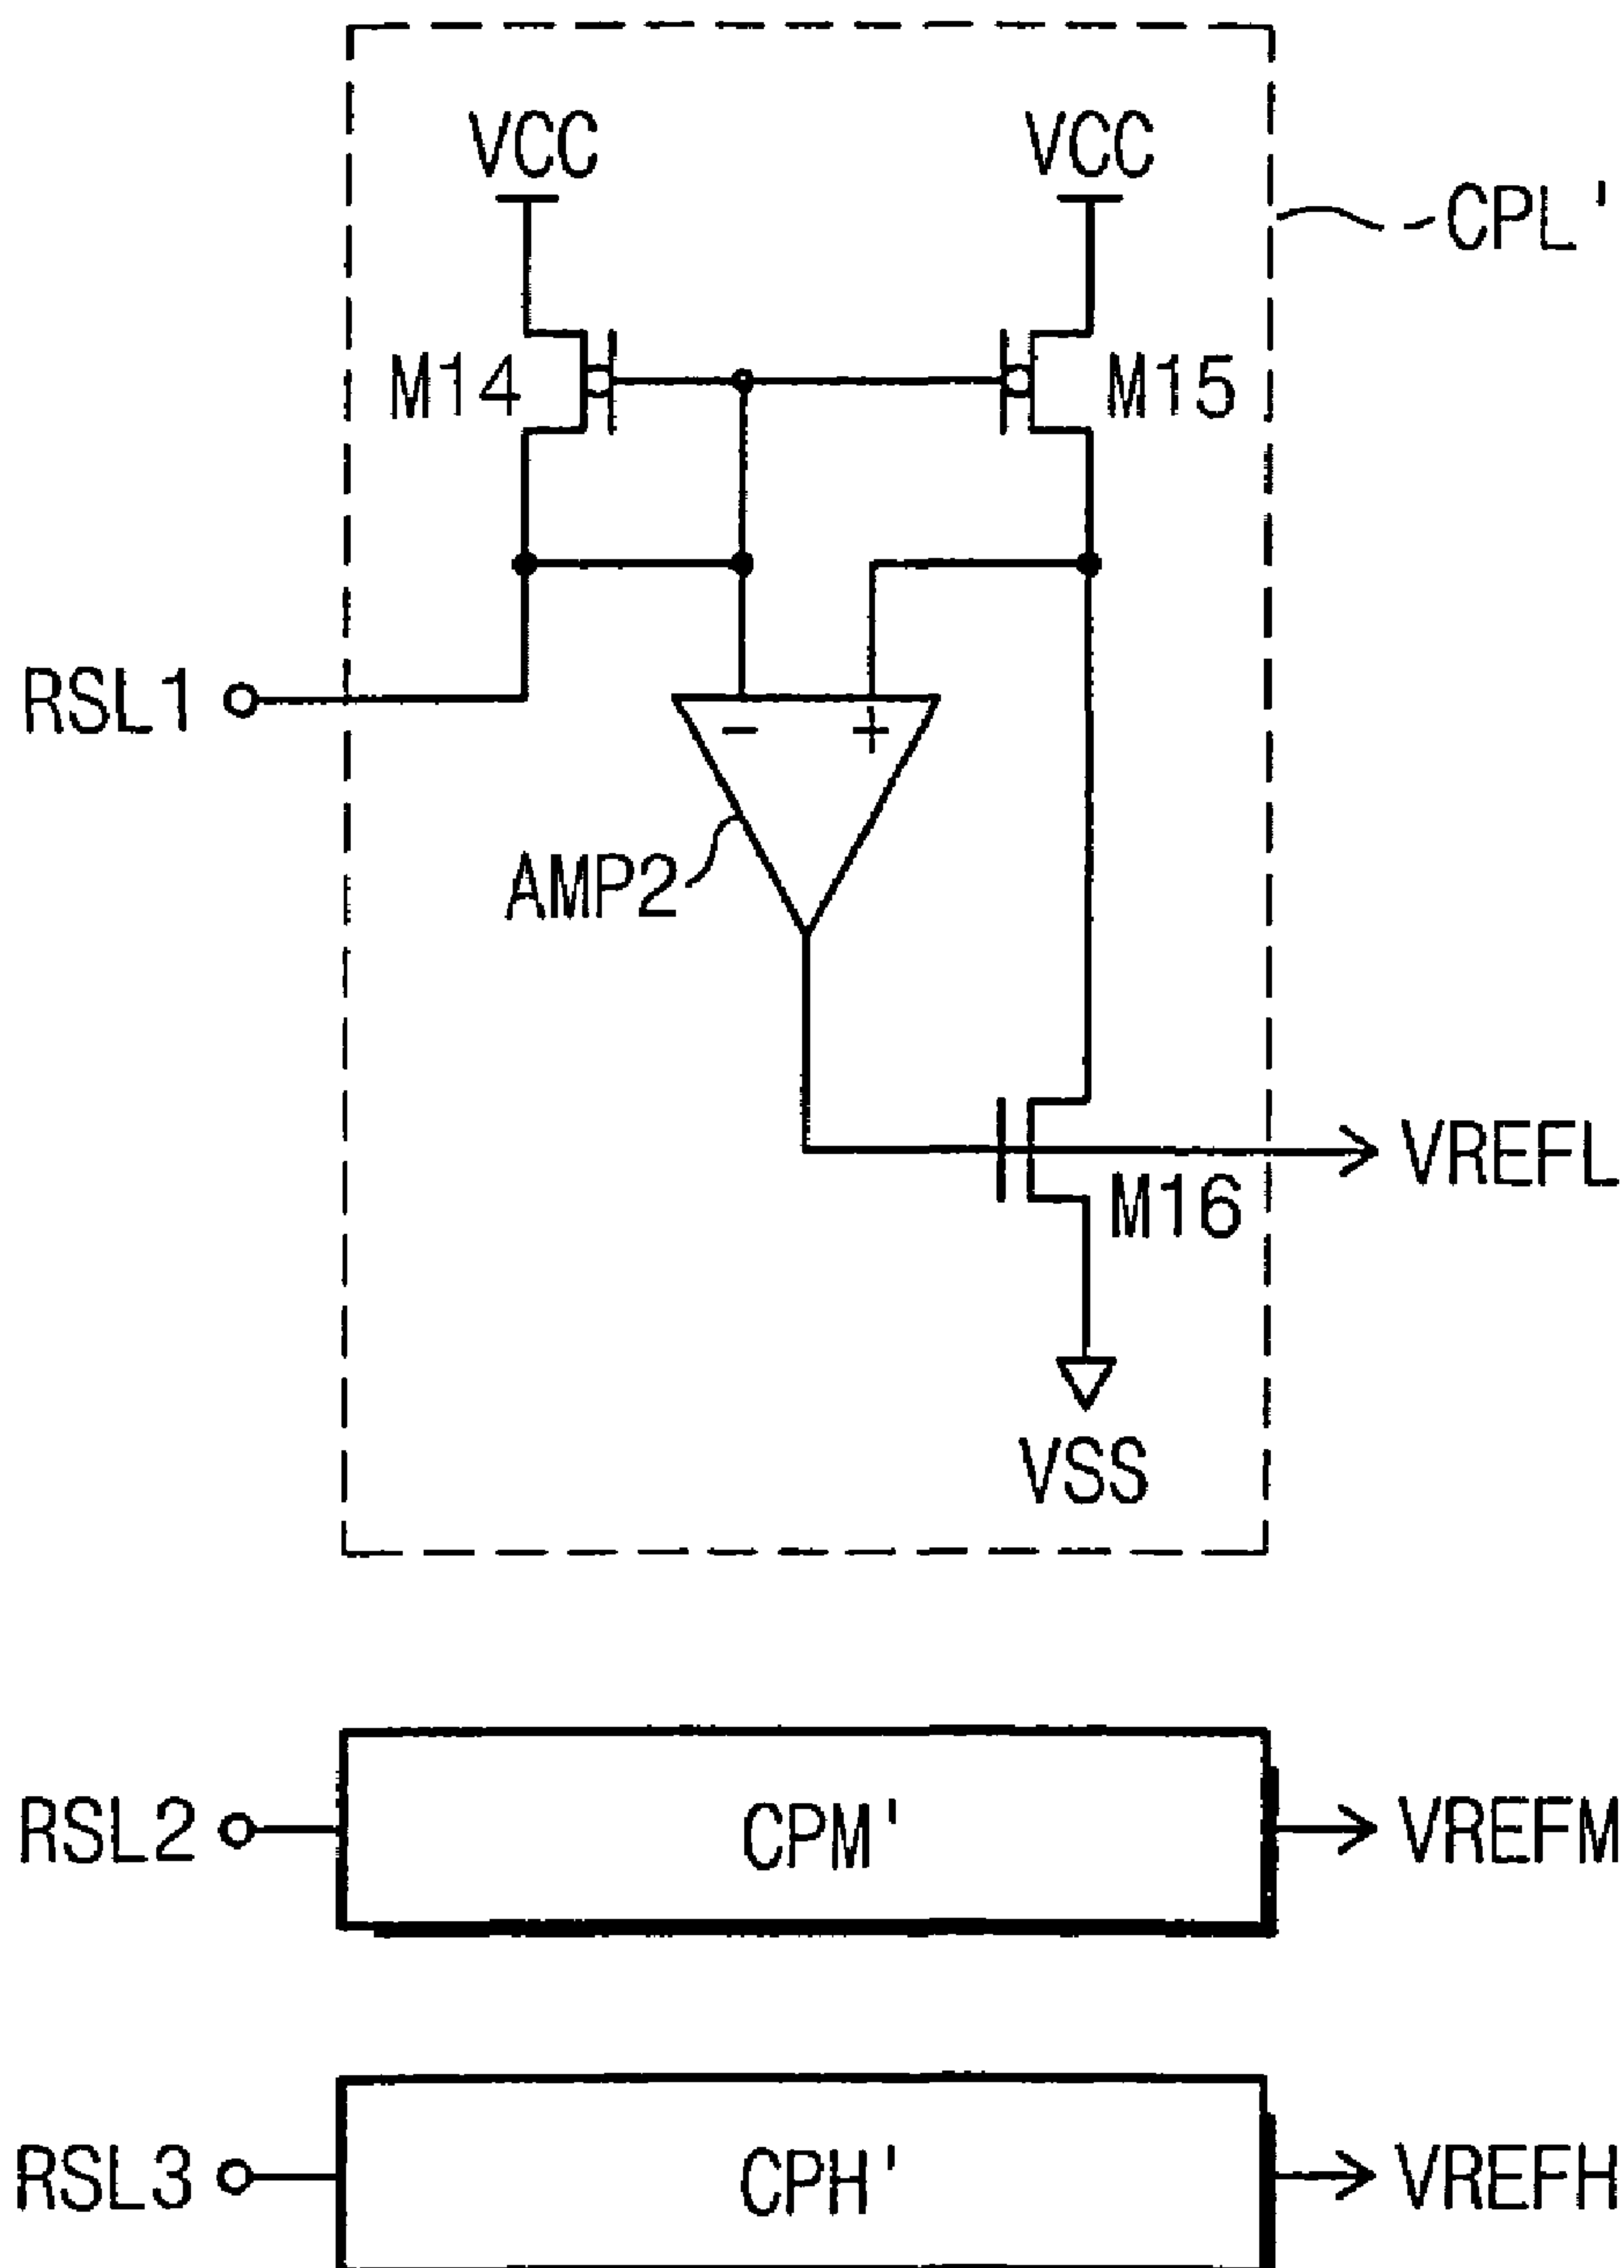 VCC VCC
CPL'
M14 M15
RSL1
- +
AMP2
VREFL
M16
VSS
RSL2 CPM' VREFM
RSL3 CPH' VREFH